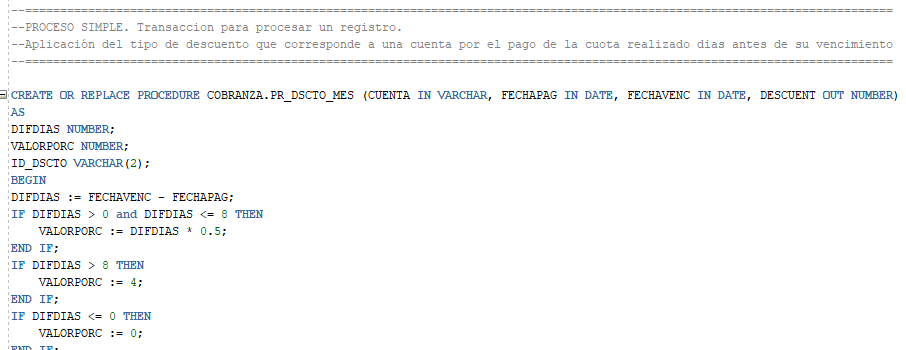 --============================================================================================================================
--PROCESO SIMPLE. Transaccion para procesar un registro.
--Aplicación del tipo de descuento que corresponde a una cuenta por el pago de la cuota realizado dias antes de su vencimiento
--============================================================================================================================
CREATE OR REPLACE PROCEDURE COBRANZA.PR_DSCTO_MES (CUENTA IN VARCHAR, FECHAPAG IN DATE, FECHAVENC IN DATE, DESCUENT OUT NUMBER)
AS
DIFDIAS NUMBER;
VALORPORC NUMBER;
ID_DSCTO VARCHAR(2);
BEGIN
DIFDIAS := FECHAVENC - FECHAPAG;
IF DIFDIAS > 0 and DIFDIAS <= 8 THEN
    VALORPORC := DIFDIAS * 0.5;
END IF;
IF DIFDIAS > 8 THEN
    VALORPORC := 4;
END IF;
IF DIFDIAS <= 0 THEN
    VALORPORC := 0;
END IF;